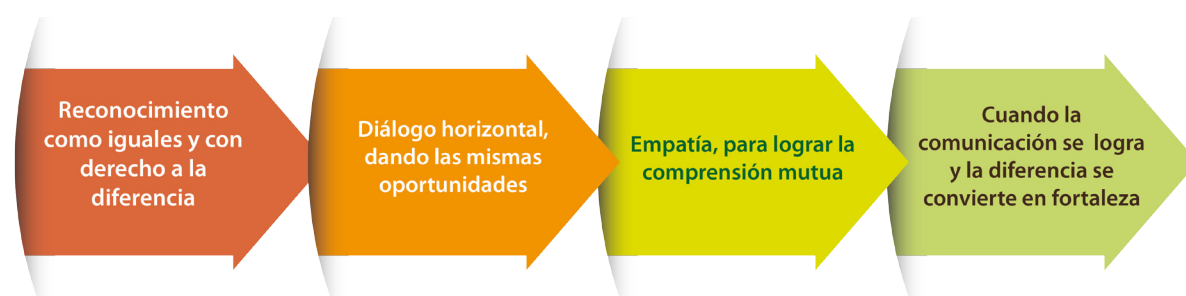 Reconocimiento
como iguales y con
derecho a la
diferencia
Diálogo horizontal,
dando las mismas
oportunidades
Empatía, para lograr la
comprensión mutua
Cuando la
comunicación se logra
y la diferencia se
convierte en fortaleza